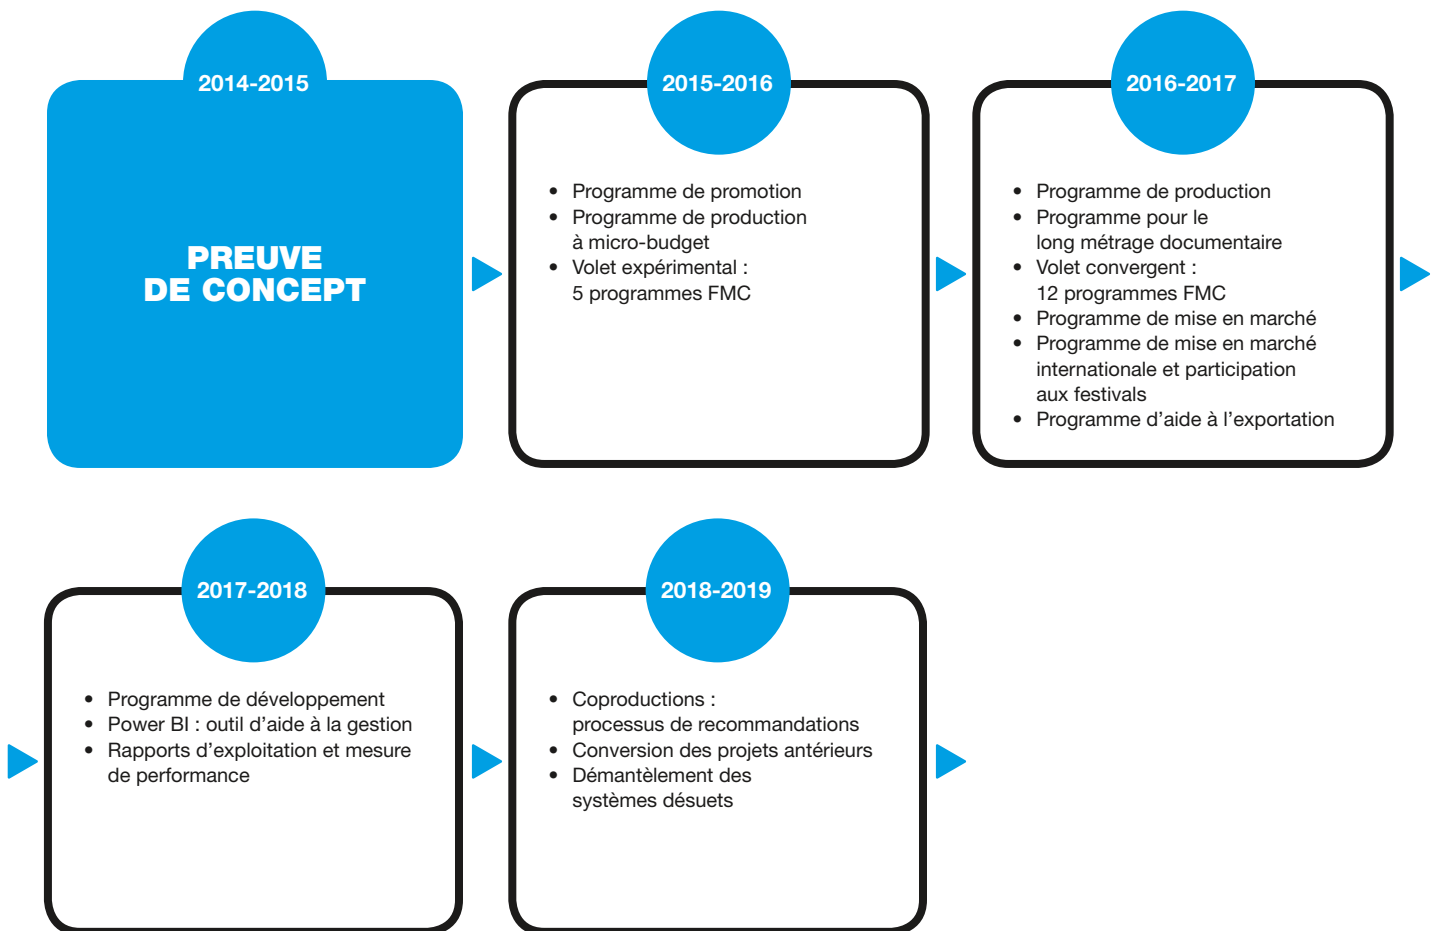 2014-2015
PREUVE
DE CONCEPT
2015-2016
• Programme de promotion
• Programme de production
à micro-budget
• Volet expérimental :
5 programmes FMC
2016-2017
• Programme de production
• Programme pour le
long métrage documentaire
• Volet convergent :
12 programmes FMC
• Programme de mise en marché
• Programme de mise en marché
internationale et participation
aux festivals
• Programme d’aide à l’exportation
2017-2018
• Programme de développement
• Power BI : outil d’aide à la gestion
• Rapports d’exploitation et mesure
de performance
2018-2019
• Coproductions :
processus de recommandations
• Conversion des projets antérieurs
• Démantèlement des
systèmes désuets